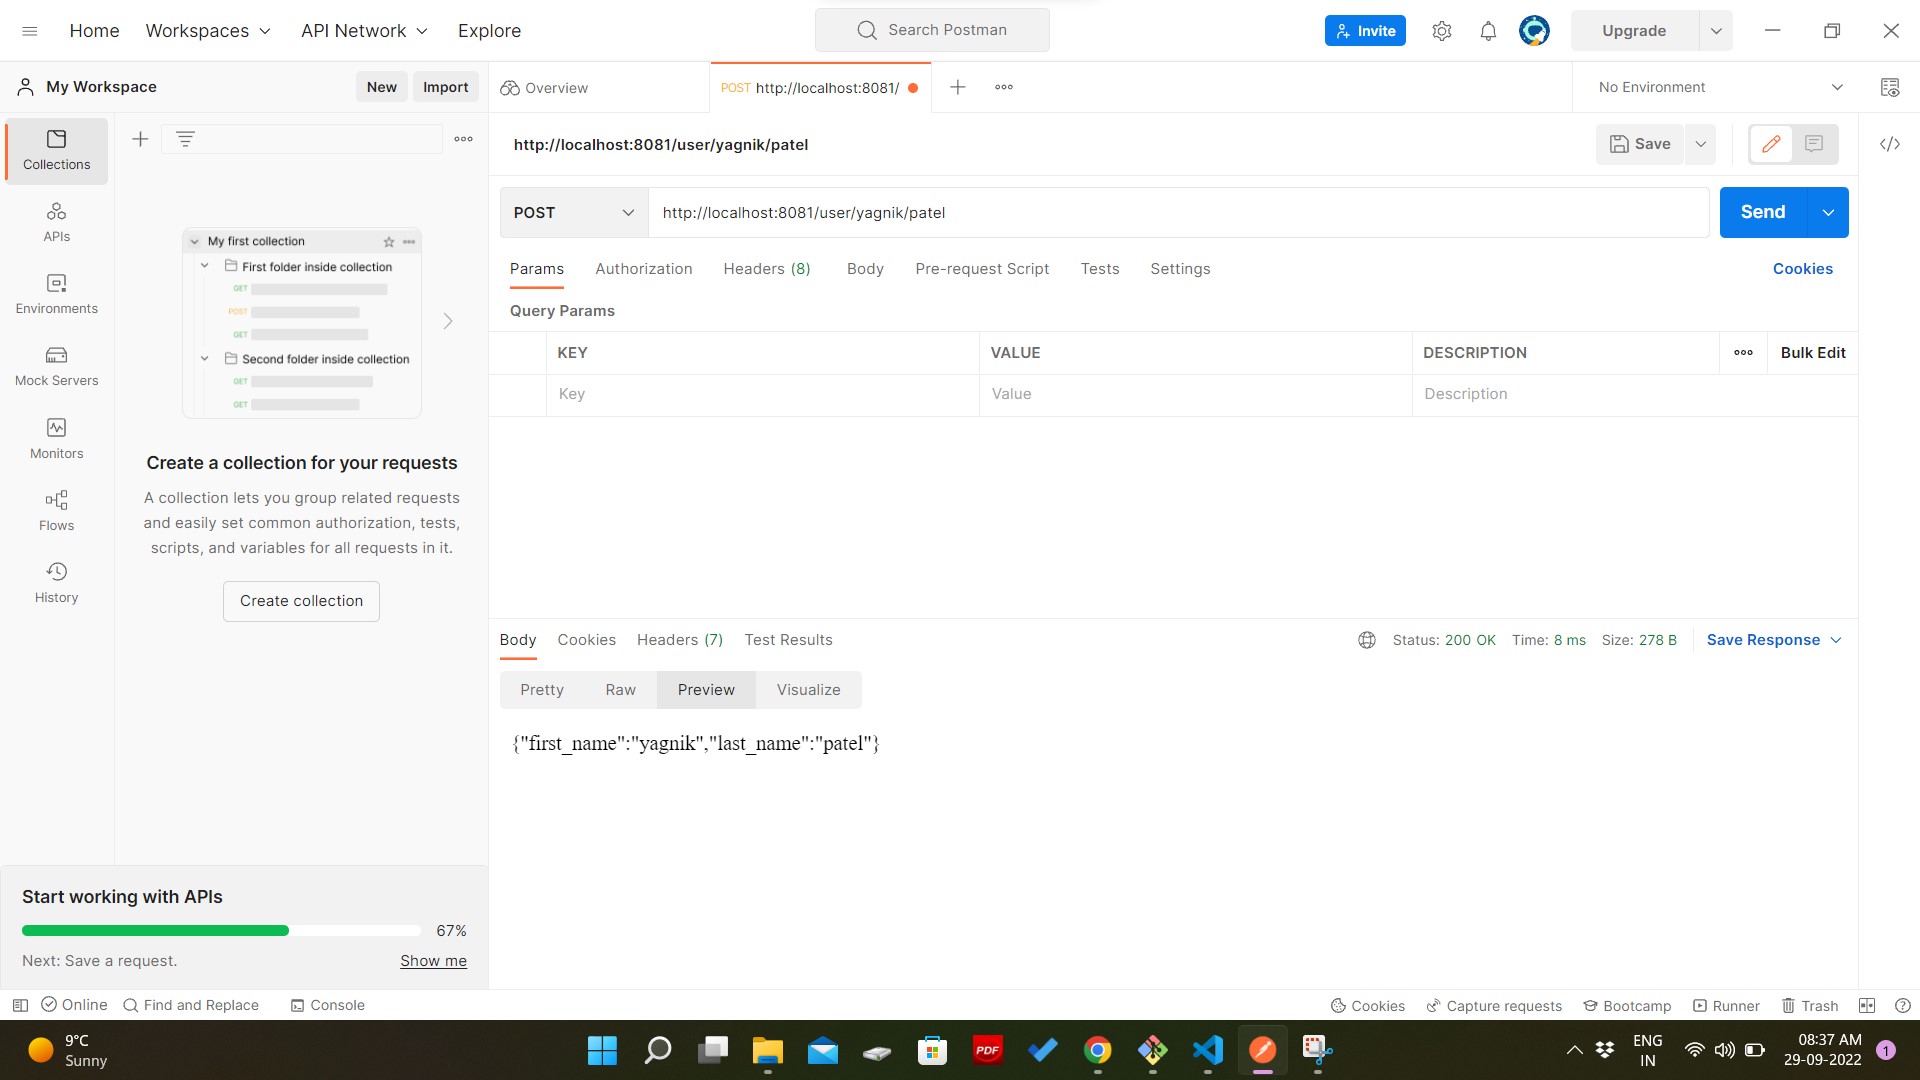 Home
Workspaces
API Network
Explore
Search Postman
Invite
Upgrade
My Workspace
New
Import
Overview
POST http://localhost:8081/
No Environment
Collections
APIs
Environments
Mock Servers
Monitors
Flows
History
My first collection
First folder inside collection
GET
POST
GET
Second folder inside collection
GET
GET
Create a collection for your requests
A collection lets you group related requests
and easily set common authorization, tests,
scripts, and variables for all requests in it.
Create collection
Start working with APIs
67%
Next: Save a request.
Show me
http://localhost:8081/user/yagnik/patel
Save
POST
http://localhost:8081/user/yagnik/patel
Send
Params
Authorization
Headers (8)
Body
Pre-request Script
Tests
Settings
Cookies
Query Params
KEY
VALUE
DESCRIPTION
Bulk Edit
Key
Value
Description
Body
Cookies
Headers (7)
Test Results
Status: 200 OK
Time: 8 ms
Size: 278 B
Save Response
Pretty
Raw
Preview
Visualize
{"first_name":"yagnik","last_name":"patel"}
Online
Find and Replace
Console
Cookies
Capture requests
Bootcamp
Runner
Trash
9°C
Sunny
PDF
ENG
IN
08:37 AM
29-09-2022
1